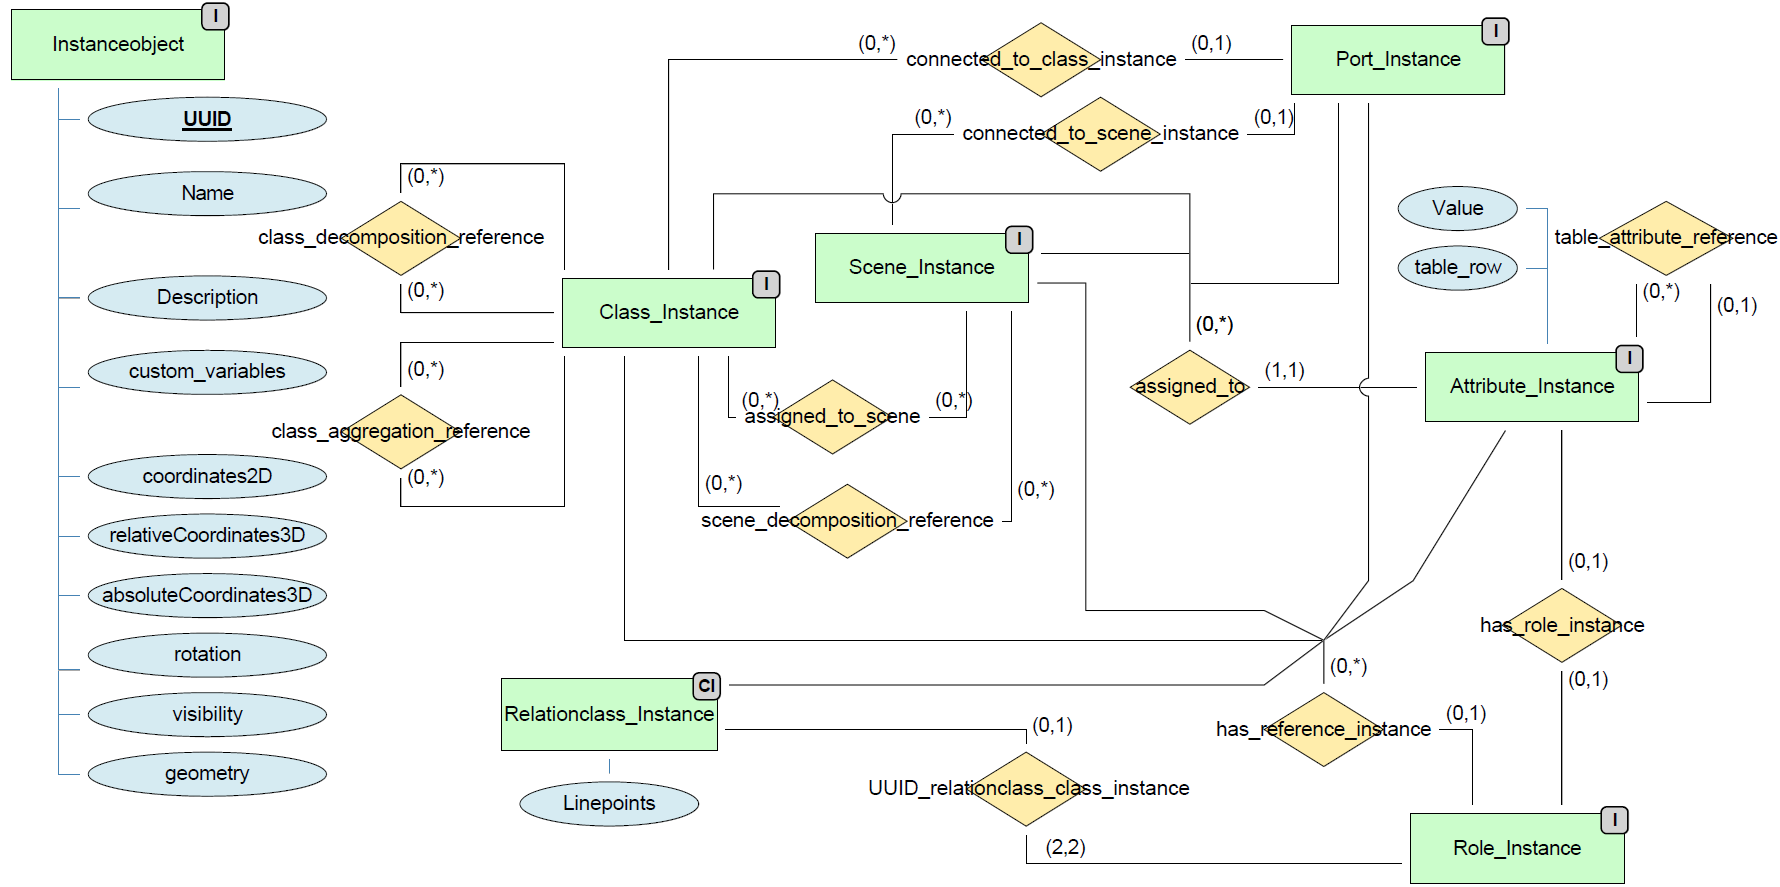 Instanceobject
I
UUID
Name
Description
custom_variables
coordinates2D
relativeCoordinates3D
absoluteCoordinates3D
rotation
visibility
geometry
(0,*)
class_decomposition_reference
(0,*)
(0,*)
class_aggregation_reference
(0,*)
Class_Instance
I
(0,*)
connected_to_class_instance
(0,1)
(0,*)
connected_to_scene_instance
(0,1)
Port_Instance
I
Scene_Instance
I
(0,*)
assigned_to_scene
(0,*)
(0,*)
scene_decomposition_reference
(0,*)
(0,*)
assigned_to
(1,1)
Value
table_row
table_attribute_reference
(0,*)
(0,1)
Attribute_Instance
I
(0,1)
has_role_instance
(0,1)
(0,*)
has_reference_instance
(0,1)
Relationclass_Instance
CI
Linepoints
(0,1)
UUID_relationclass_class_instance
(2,2)
Role_Instance
I